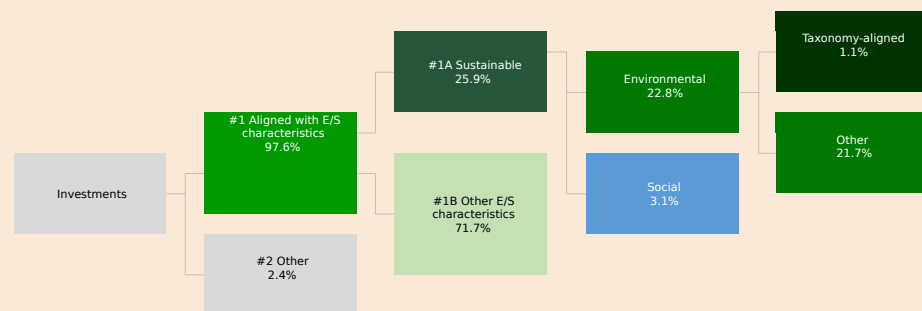 Investments
#1 Aligned with E/S
characteristics
97.6%
#2 Other
2.4%
#1A Sustainable
25.9%
#1B Other E/S
characteristics
71.7%
Environmental
22.8%
Social
3.1%
Taxonomy-aligned
1.1%
Other
21.7%